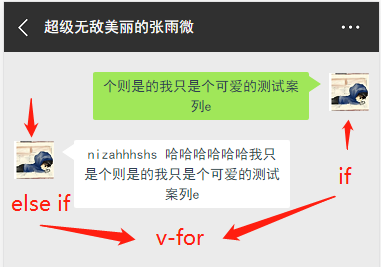 超级无敌美丽的张雨微
个则是的我只是个可爱的测试案
列e
nizahhhshs 哈哈哈哈哈哈我只
是个则是的我只是个可爱的测试
案列e
if
else if
v-for